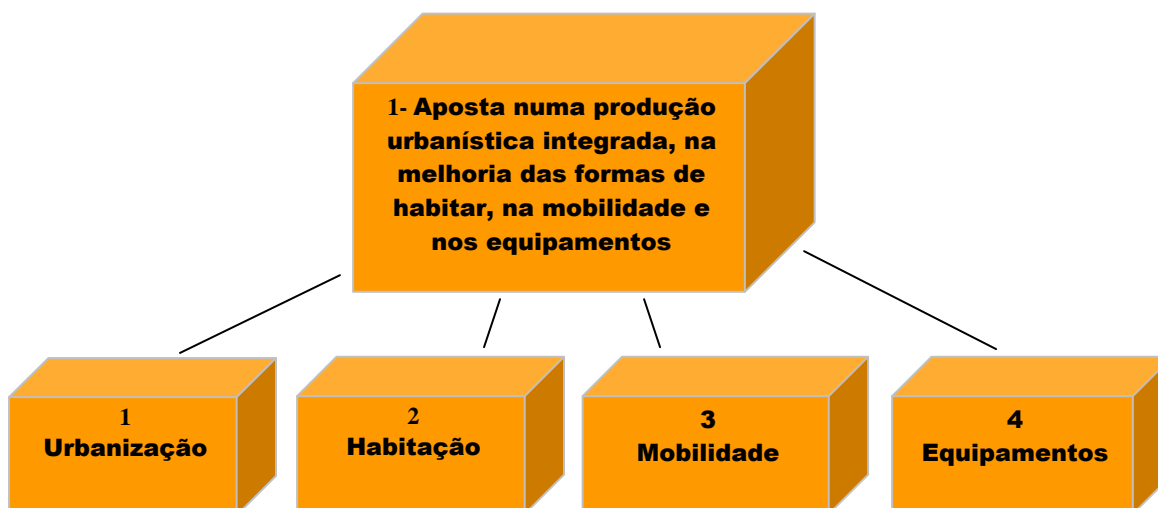 1- Aposta numa produção
urbanística integrada, na
melhoria das formas de
habitar, na mobilidade e
nos equipamentos
1
Urbanização
2
Habitação
3
Mobilidade
4
Equipamentos